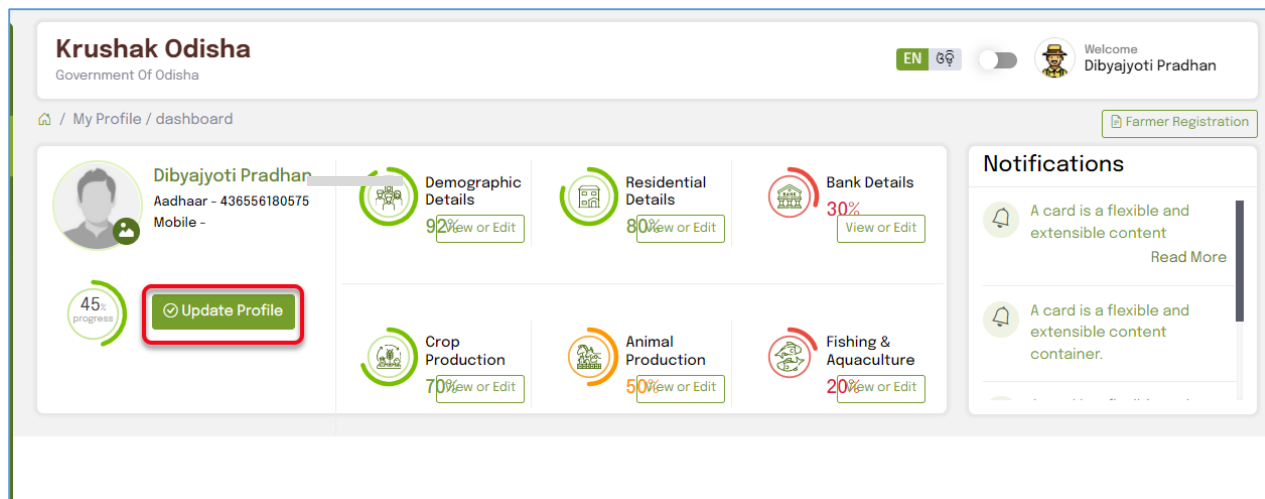 Krushak Odisha
Government Of Odisha
EN ଓଡ଼ି
Welcome
Dibyajyoti Pradhan
/ My Profile / dashboard
Farmer Registration
Dibyajyoti Pradhan
Aadhaar - 436556180575
Mobile -
45%
progress
Update Profile
Demographic
Details
92%
View or Edit
Residential
Details
80%
View or Edit
BANK
Bank Details
30%
View or Edit
Crop
Production
70%
View or Edit
Animal
Production
50%
View or Edit
Fishing &
Aquaculture
20%
View or Edit
Notifications
A card is a flexible and
extensible content
Read More
A card is a flexible and
extensible content
container.